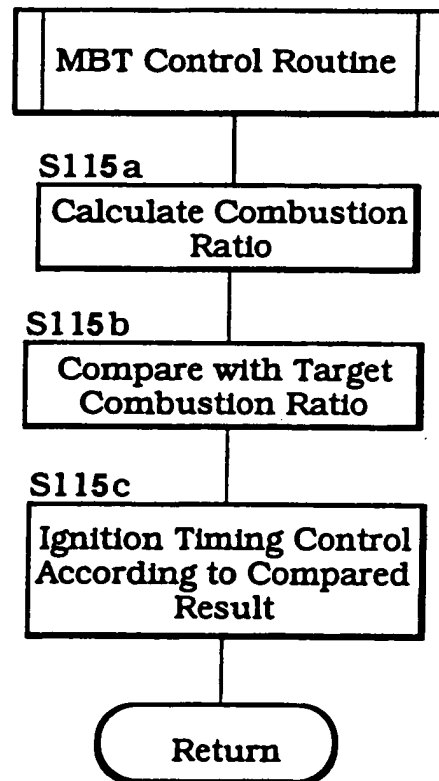 MBT Control Routine
S115a
Calculate Combustion
Ratio
S115b
Compare with Target
Combustion Ratio
S115c
Ignition Timing Control
According to Compared
Result
Return